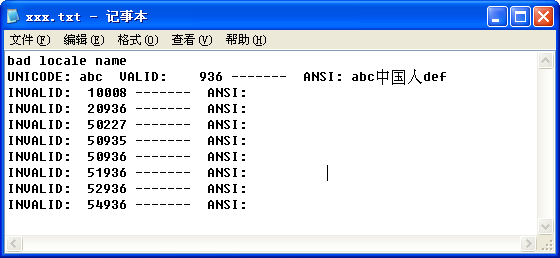 xxx.txt - 记事本
文件(F) 编辑(E) 格式(O) 查看(V) 帮助(H)
bad locale name
UNICODE: abc  VALID:    936 -------  ANSI: abc中国人def
INVALID:  10008 -------  ANSI:
INVALID:  20936 -------  ANSI:
INVALID:  50227 -------  ANSI:
INVALID:  50935 -------  ANSI:
INVALID:  50936 -------  ANSI:
INVALID:  51936 -------  ANSI:
INVALID:  52936 -------  ANSI:
INVALID:  54936 -------  ANSI: